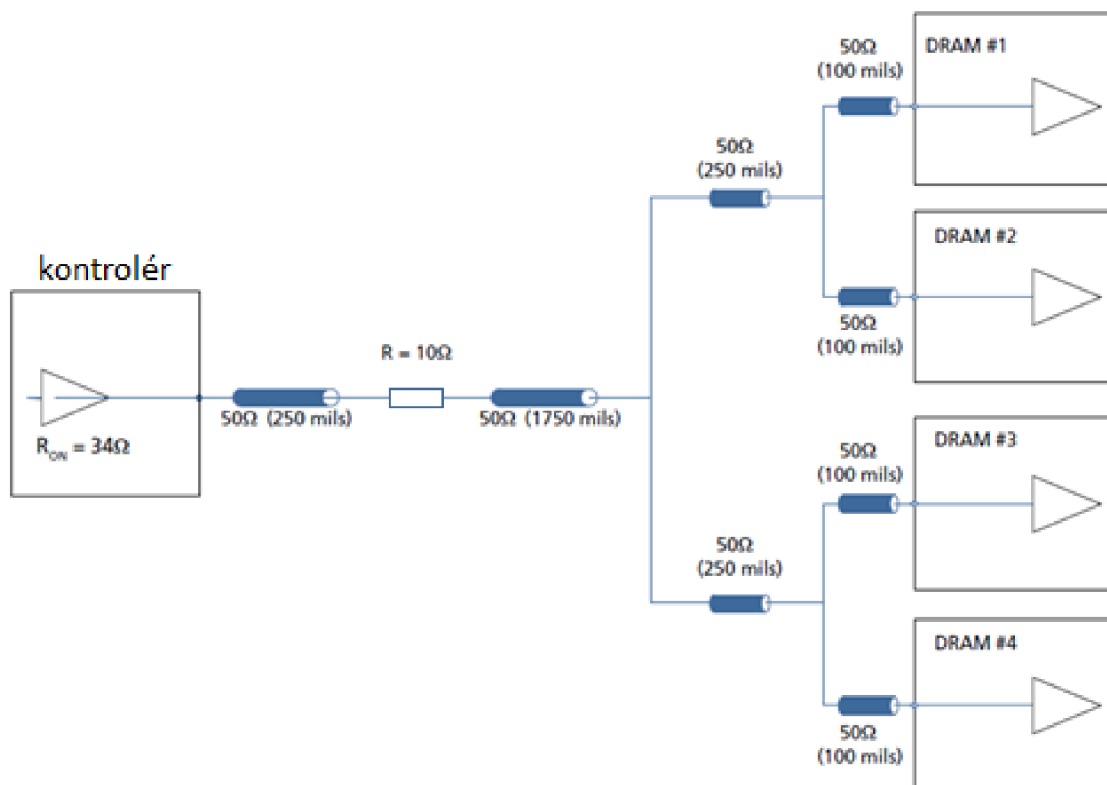 kontrolér
R_ON = 34Ω
50Ω (250 mils)
R = 10Ω
50Ω (1750 mils)
50Ω
(250 mils)
50Ω
(100 mils)
DRAM #1
50Ω
(100 mils)
DRAM #2
50Ω
(250 mils)
50Ω
(100 mils)
DRAM #3
50Ω
(100 mils)
DRAM #4